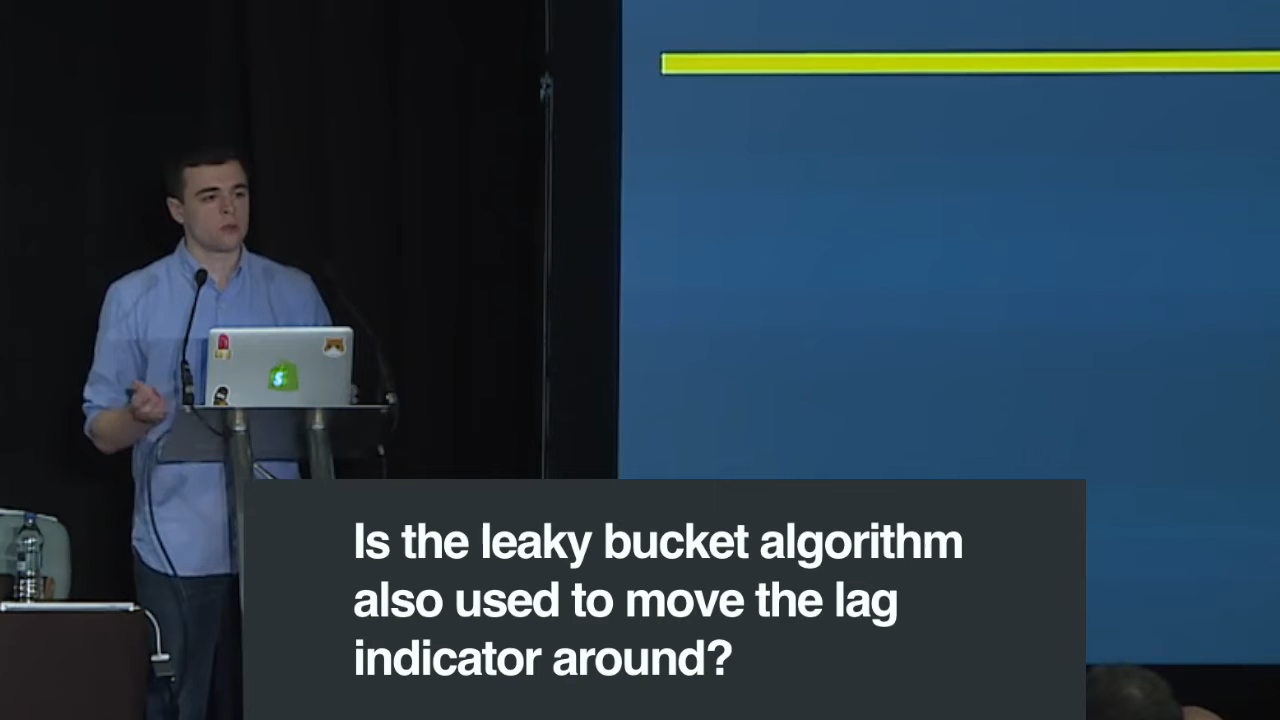 Is the leaky bucket algorithm
also used to move the lag
indicator around?